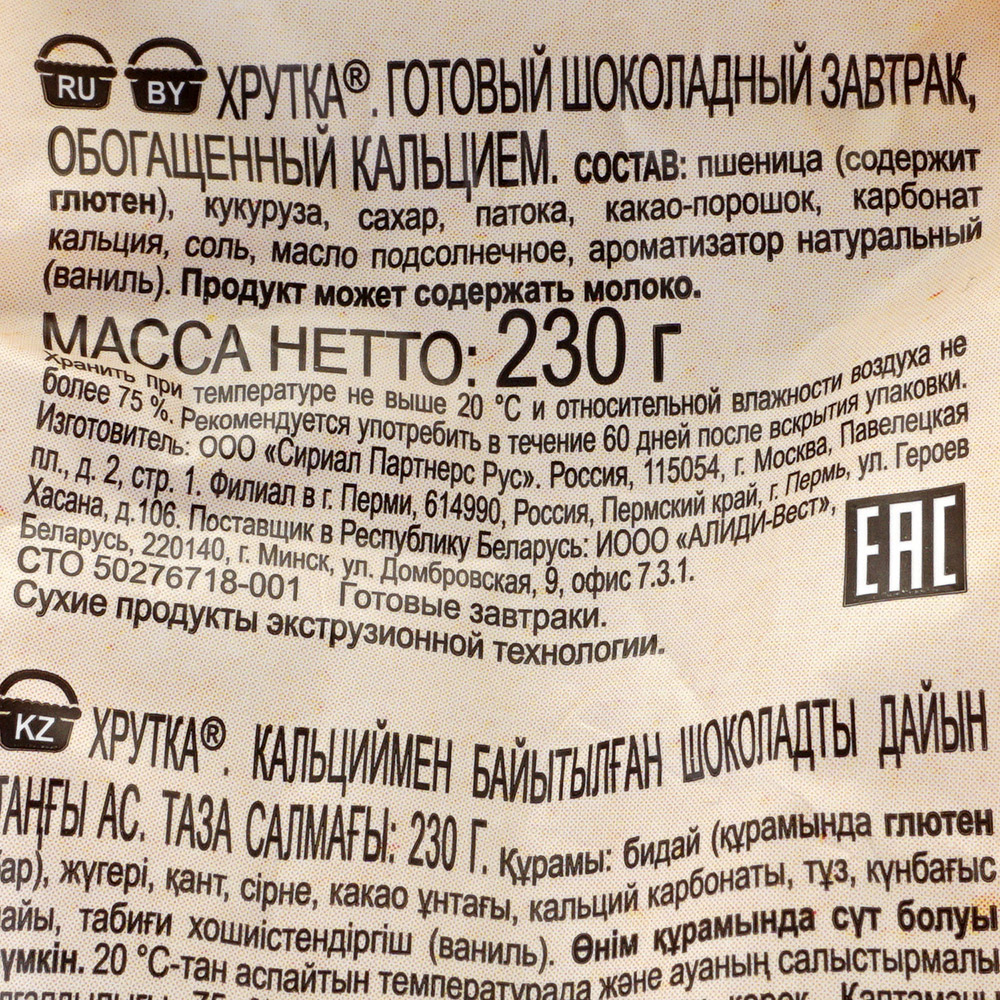 RU BY ХРУТКА®. ГОТОВЫЙ ШОКОЛАДНЫЙ ЗАВТРАК,
ОБОГАЩЕННЫЙ КАЛЬЦИЕМ. СОСТАВ: пшеница (содержит
глютен), кукуруза, сахар, патока, какао-порошок, карбонат
кальция, соль, масло подсолнечное, ароматизатор натуральный
(ваниль). Продукт может содержать молоко.
МАССА НЕТТО: 230 г
Хранить при температуре не выше 20 °С и относительной влажности воздуха не
более 75 %. Рекомендуется употребить в течение 60 дней после вскрытия упаковки.
Изготовитель: ООО «Сириал Партнерс Рус». Россия, 115054, г. Москва, Павелецкая
пл., д. 2, стр. 1. Филиал в г. Перми, 614990, Россия, Пермский край, г. Пермь, ул. Героев
Хасана, д.106. Поставщик в Республику Беларусь: ИООО «АЛИДИ-Вест»,
Беларусь, 220140, г. Минск, ул. Домбровская, 9, офис 7.3.1.
СТО 50276718-001 Готовые завтраки.
Сухие продукты экструзионной технологии.
EAC
KZ ХРУТКА®. КАЛЬЦИЙМЕН БАЙЫТЫЛҒАН ШОКОЛАДТЫ ДАЙЫН
ТАҢҒЫ АС. ТАЗА САЛМАҒЫ: 230 Г. Құрамы: бидай (құрамында глютен
бар), жүгері, қант, сірне, какао ұнтағы, кальций карбонаты, тұз, күнбағыс
майы, табиғи хошиістендіргіш (ваниль). Өнім құрамында сүт болуы
мүмкін. 20 °С-тан аспайтын температурада және ауаның салыстырмалы